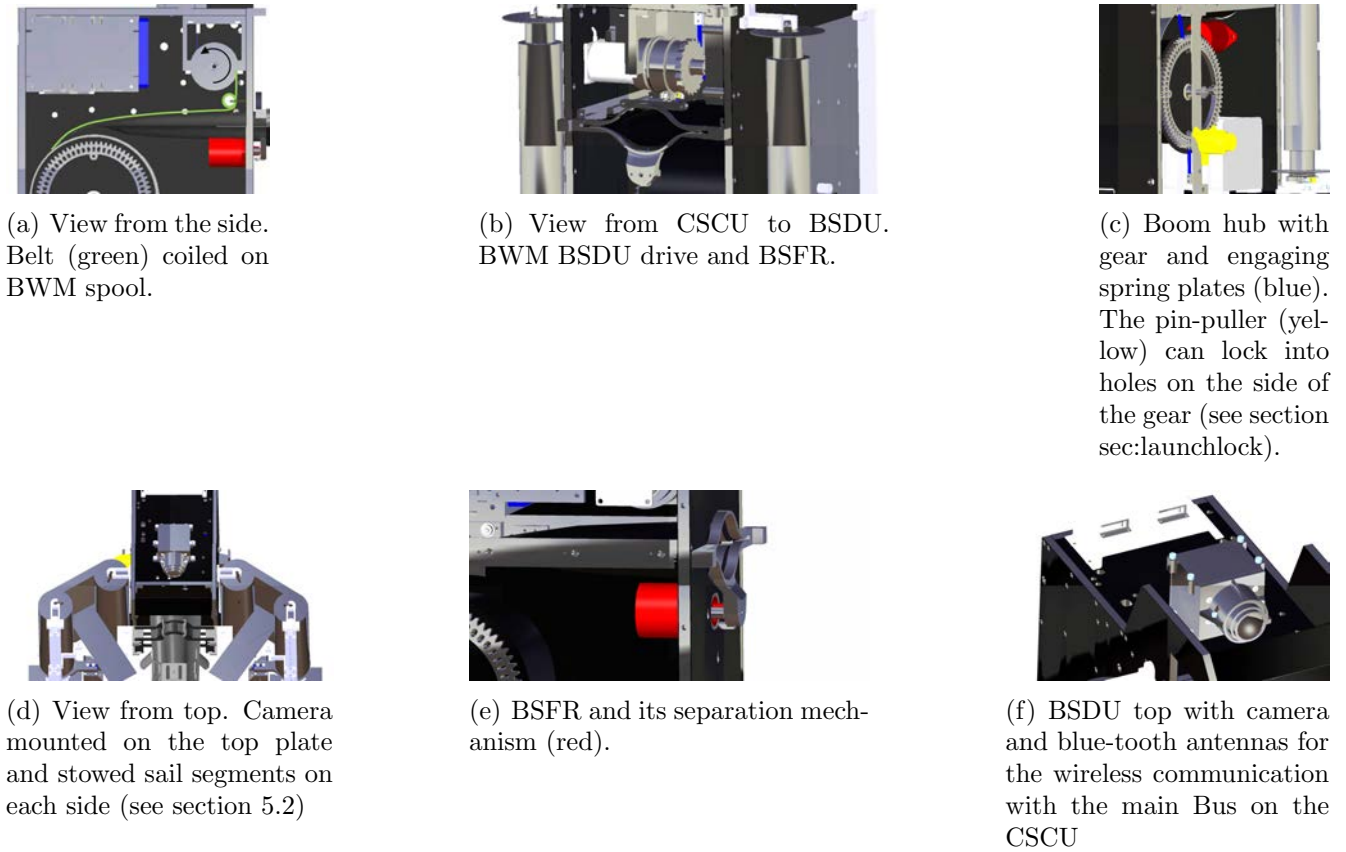 (a) View from the side.
Belt (green) coiled on
BWM spool.
(b) View from CSCU to BSDU.
BWM BSDU drive and BSFR.
(c) Boom hub with
gear and engaging
spring plates (blue).
The pin-puller (yel-
low) can lock into
holes on the side of
the gear (see section
sec:launchlock).
(d) View from top. Camera
mounted on the top plate
and stowed sail segments on
each side (see section 5.2)
(e) BSFR and its separation mech-
anism (red).
(f) BSDU top with camera
and blue-tooth antennas for
the wireless communication
with the main Bus on the
CSCU